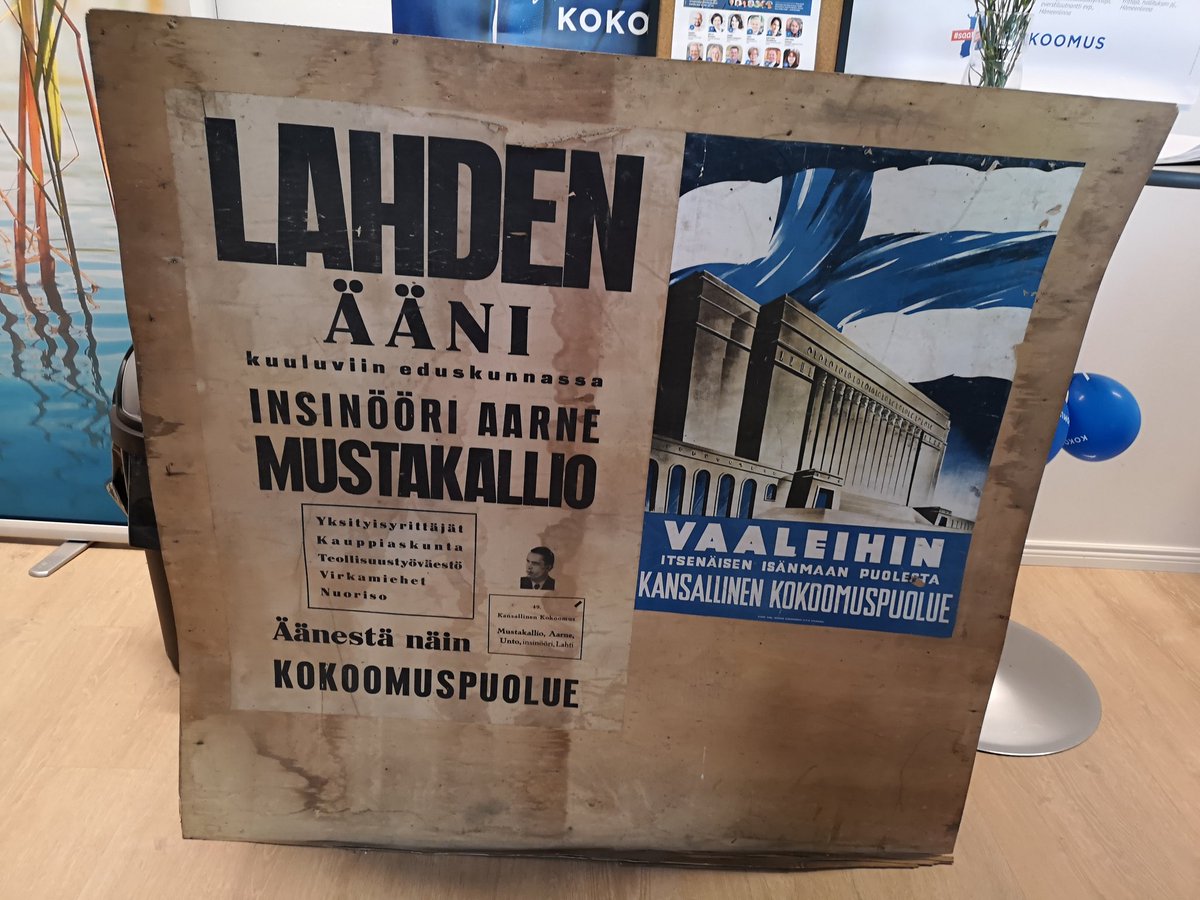 KOKO
#saa
KOOMUS
LAHDEN
ÄÄNI
kuuluviin eduskunnassa
INSINÖÖRI AARNE
MUSTAKALLIO
Yksityisyrittäjät
Kauppiaskunta
Teollisuustyöväestö
Virkamiehet
Nuoriso
49.
Kansallinen Kokoomus
Mustakallio, Aarne,
Unto, insinööri, Lahti
Äänestä näin
KOKOOMUSPUOLUE
VAALEIHIN
ITSENÄISEN ISÄNMAAN PUOLESTA
KANSALLINEN KOKOOMUSPUOLUE